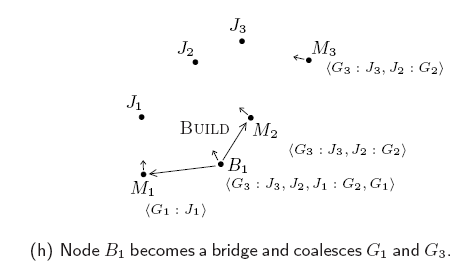 J₃
J₂
M₃
⟨G₃ : J₃, J₂ : G₂⟩
J₁
BUILD
M₂
⟨G₃ : J₃, J₂ : G₂⟩
B₁
⟨G₃ : J₃, J₂, J₁ : G₂, G₁⟩
M₁
⟨G₁ : J₁⟩
(h) Node B₁ becomes a bridge and coalesces G₁ and G₃.